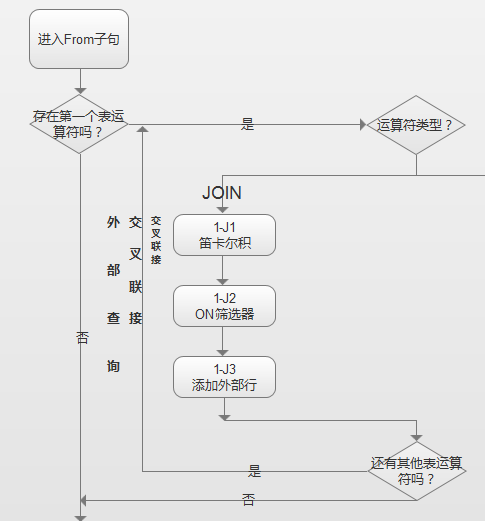 进入From子句
存在第一个表运
算符吗？
是
运算符类型？
JOIN
1-J1
笛卡尔积
外部查询
交叉联接
交叉联接
1-J2
ON筛选器
否
1-J3
添加外部行
还有其他表运算
符吗？
是
否